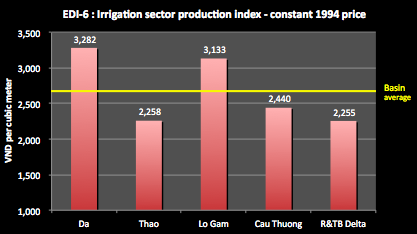 EDI-6 : Irrigation sector production index - constant 1994 price
VND per cubic meter
3,500
3,000
2,500
2,000
1,500
1,000
3,282
2,258
3,133
2,440
2,255
Basin
average
Da
Thao
Lo Gam
Cau Thuong
R&TB Delta